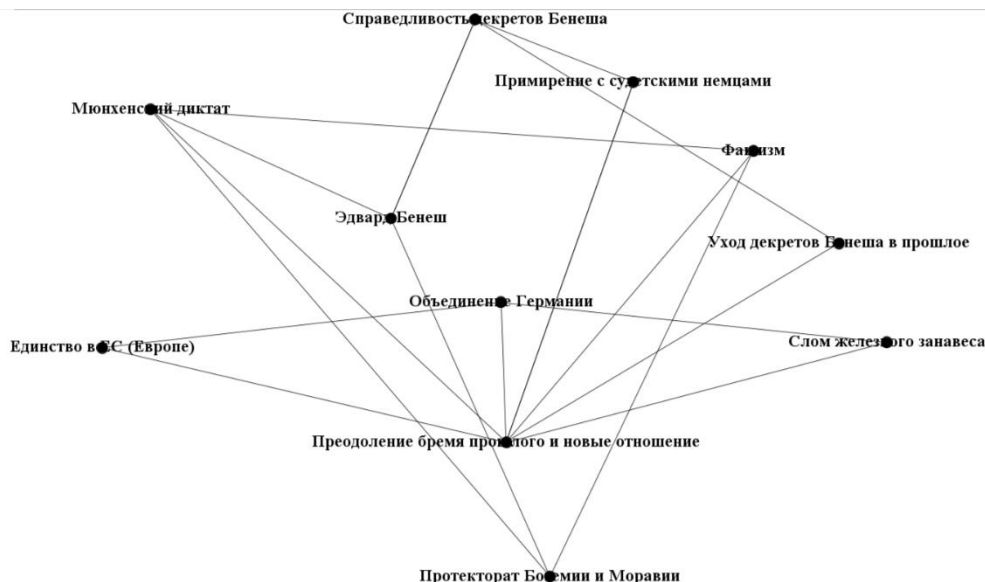 Справедливость декретов Бенеша
Примирение с судетскими немцами
Мюнхенский диктат
Фашизм
Эдвард Бенеш
Уход декретов Бенеша в прошлое
Объединение Германии
Единство в ЕС (Европе)
Слом железного занавеса
Преодоление бремя прошлого и новые отношение
Протекторат Богемии и Моравии